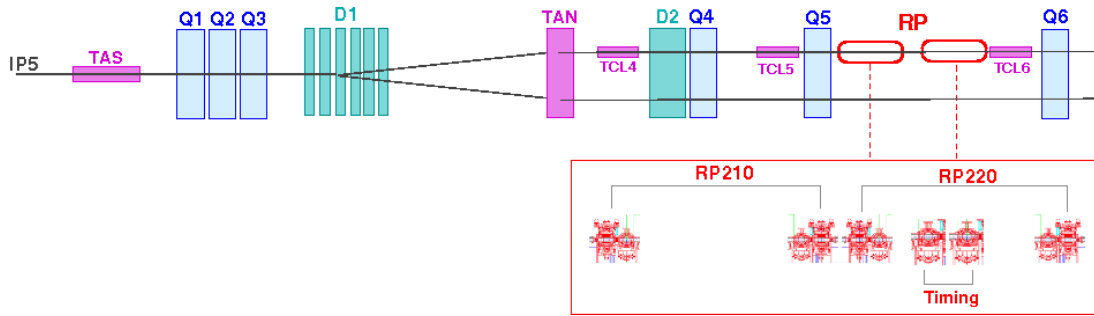 IP5
TAS
Q1 Q2 Q3
D1
TAN
TCL4
D2 Q4
TCL5
Q5
RP
TCL6
Q6
RP210
RP220
Timing